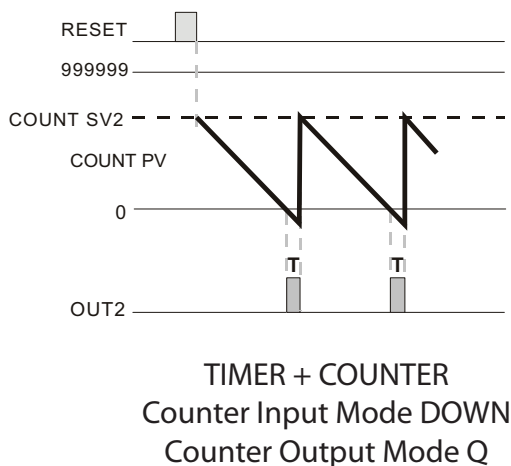 RESET
999999
COUNT SV2
COUNT PV
0
T T
OUT2
TIMER + COUNTER
Counter Input Mode DOWN
Counter Output Mode Q